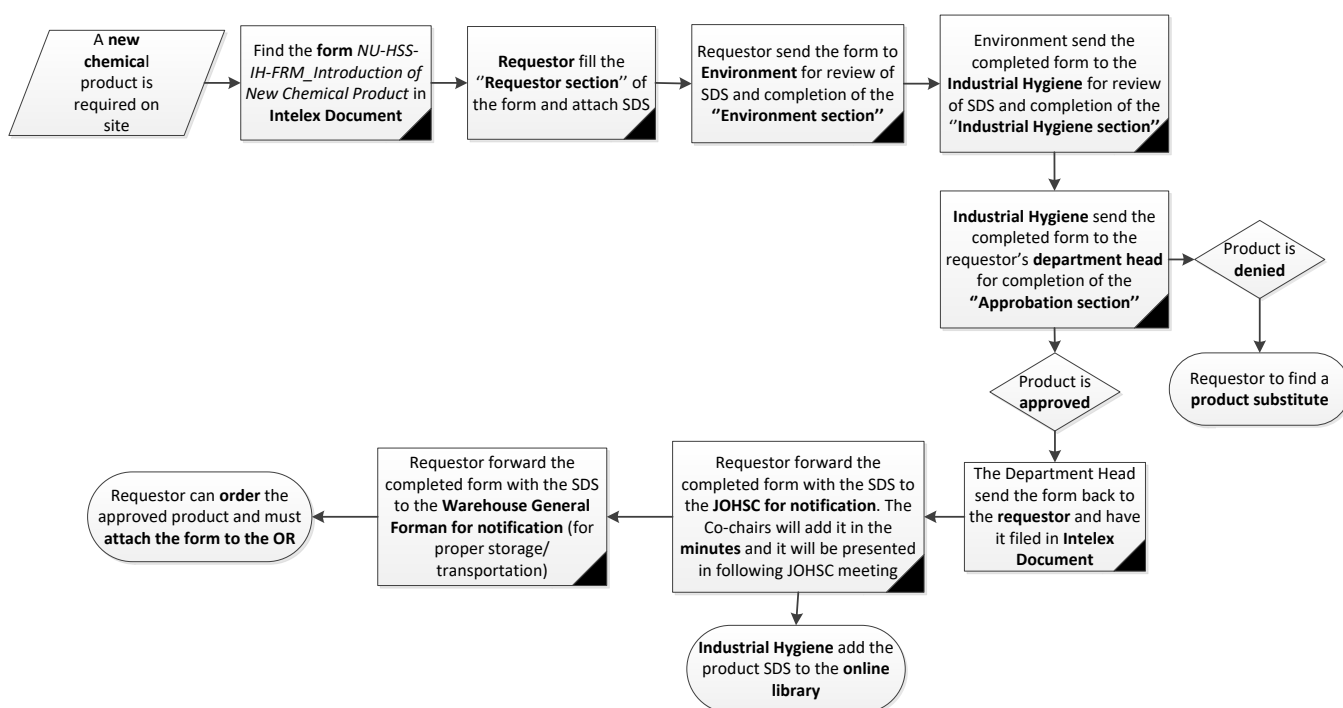 A new
chemical
product is
required on
site
Find the form NU-HSS-
IH-FRM_Introduction of
New Chemical Product in
Intelex Document
Requestor fill the
‘’Requestor section’’ of
the form and attach SDS
Requestor send the form to
Environment for review of
SDS and completion of the
‘’Environment section’’
Environment send the
completed form to the
Industrial Hygiene for review
of SDS and completion of the
‘’Industrial Hygiene section’’
Industrial Hygiene send the
completed form to the
requestor’s department head
for completion of the
‘’Approbation section’’
Product is
denied
Requestor to find a
product substitute
Product is
approved
The Department Head
send the form back to
the requestor and have
it filed in Intelex
Document
Requestor forward the
completed form with the SDS to
the JOHSC for notification. The
Co-chairs will add it in the
minutes and it will be presented
in following JOHSC meeting
Industrial Hygiene add the
product SDS to the online
library
Requestor forward the
completed form with the SDS
to the Warehouse General
Forman for notification (for
proper storage/
transportation)
Requestor can order the
approved product and must
attach the form to the OR